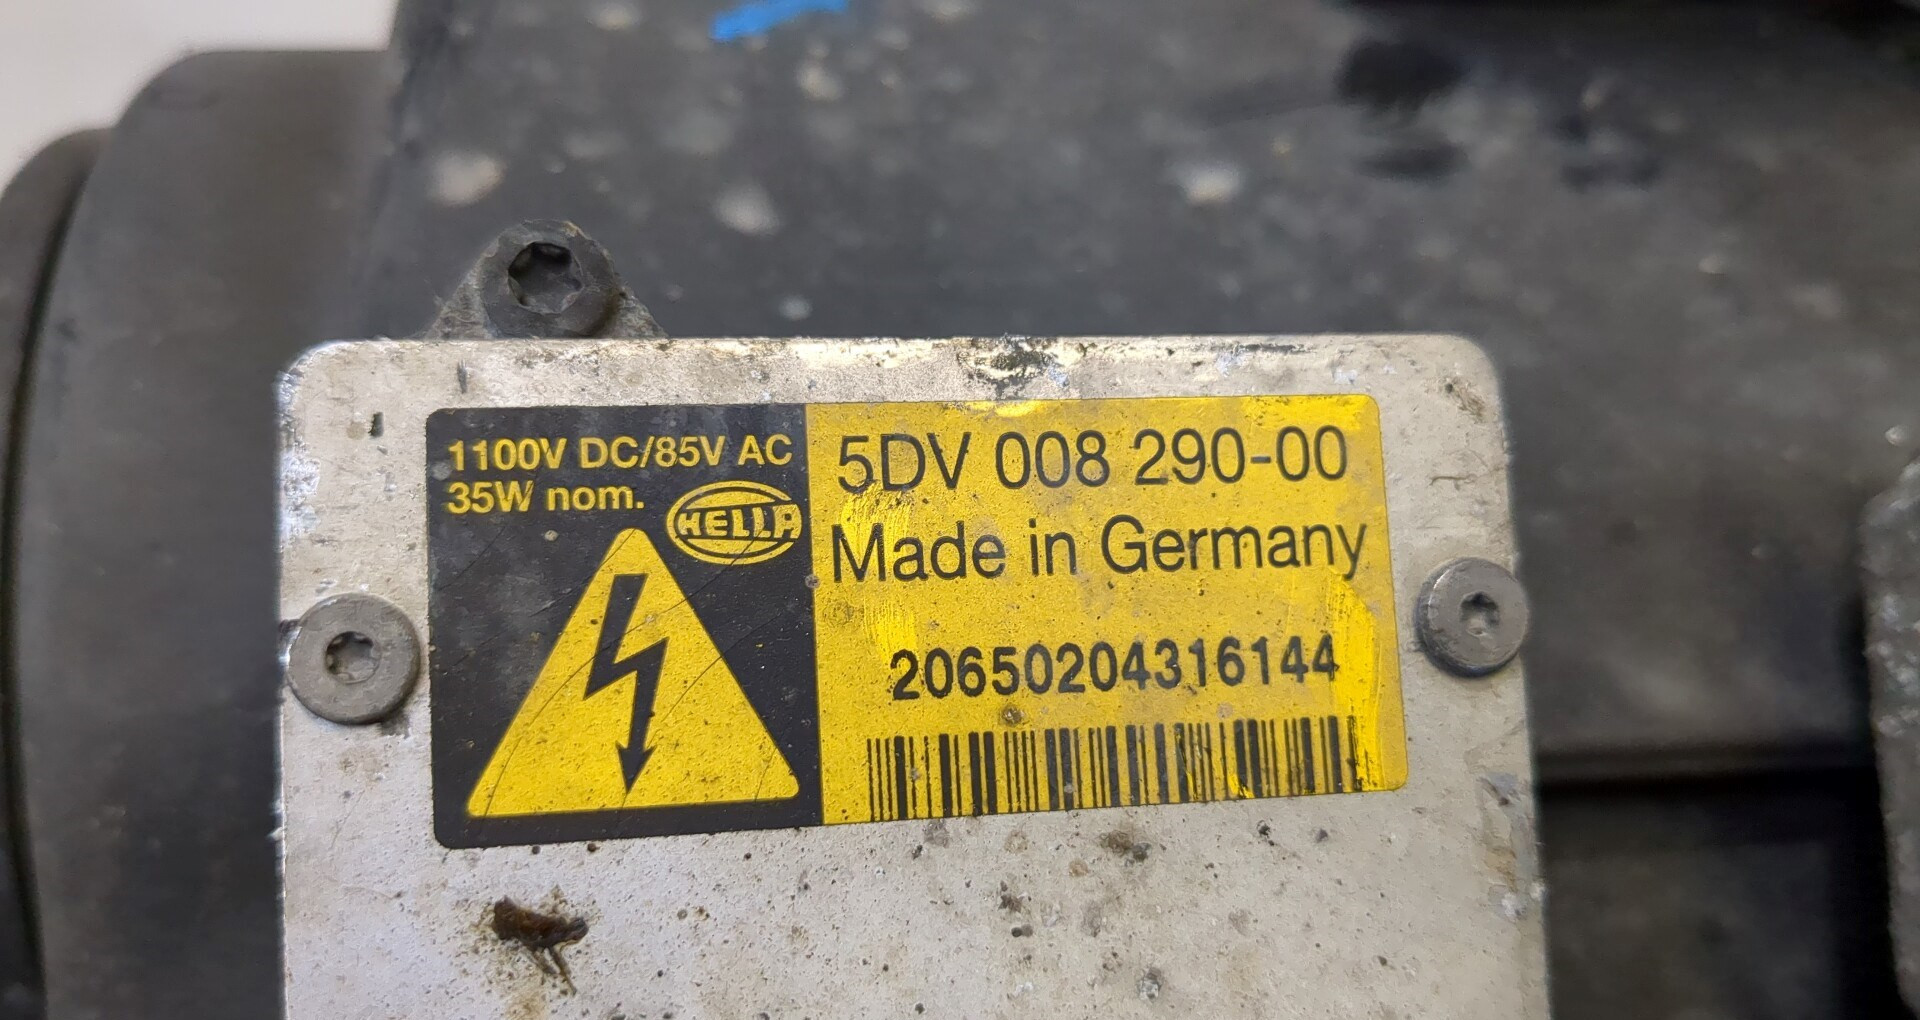 1100V DC/85V AC
35W nom.
HELLA
5DV 008 290-00
Made in Germany
20650204316144